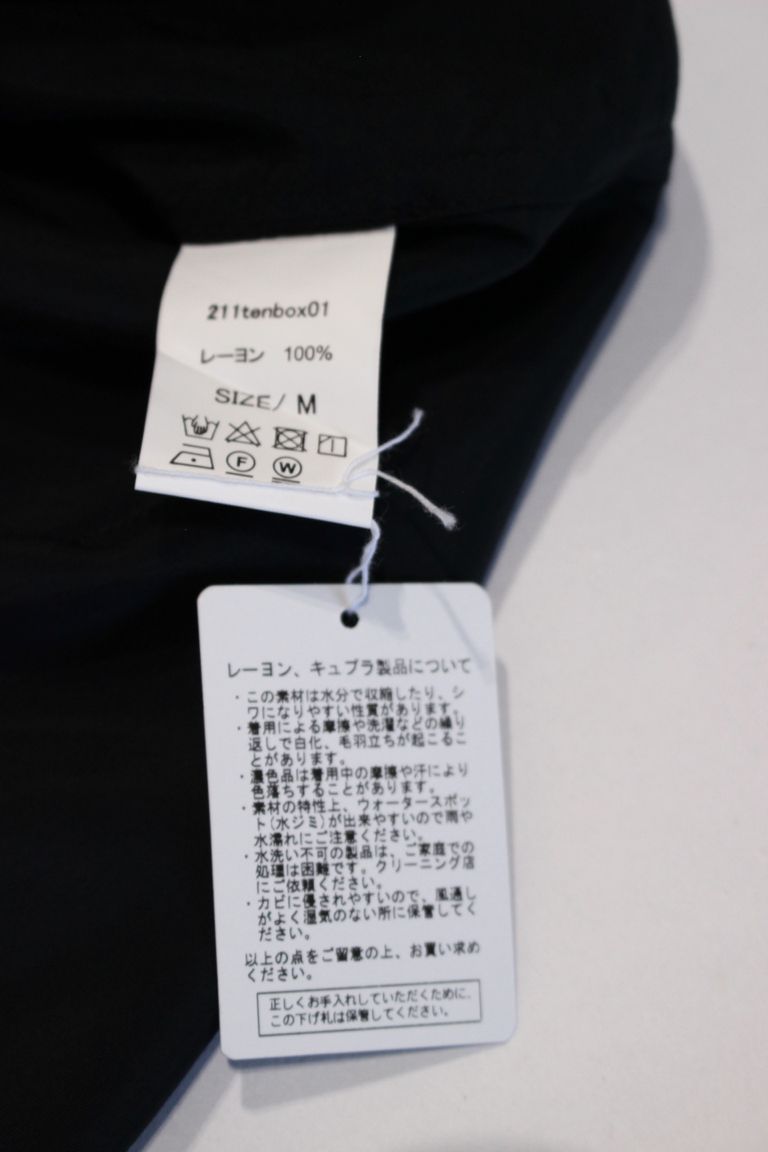 211tenbox01
レーヨン 100%
SIZE/ M
F W
レーヨン、キュプラ製品について
・この素材は水分で収縮したり、シ
ワになりやすい性質があります。
・着用による摩擦や洗濯などの繰り
返しで白化、毛羽立ちが起こるこ
とがあります。
・濃色品は着用中の摩擦や汗により
色落ちすることがあります。
・素材の特性上、ウォータースポッ
ト(水ジミ)が出来やすいので雨や
水濡れにご注意ください。
・水洗い不可の製品は、ご家庭での
処理は困難です。クリーニング店
にご依頼ください。
・カビに侵されやすいので、風通し
がよく湿気のない所に保管してく
ださい。
以上の点をご留意の上、お買い求め
ください。
正しくお手入れしていただくために、
この下げ札は保管してください。